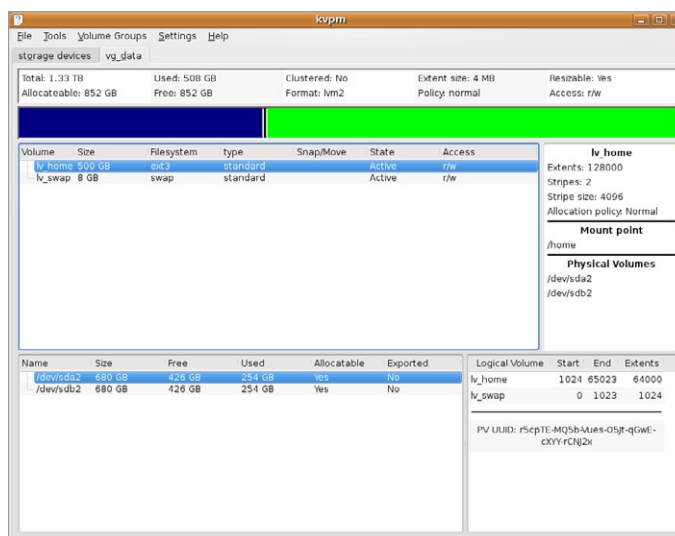 kvpm
File Tools Volume Groups Settings Help
storage devices vg_data
Total: 1.33 TB Used: 508 GB Clustered: No Extent size: 4 MB Resizable: Yes
Allocateable: 852 GB Free: 852 GB Format: lvm2 Policy: normal Access: r/w
Volume Size Filesystem type Snap/Move State Access
lv_home 500 GB ext3 standard Active r/w
lv_swap 8 GB swap standard Active r/w
lv_home
Extents: 128000
Stripes: 2
Stripe size: 4096
Allocation policy: Normal
Mount point
/home
Physical Volumes
/dev/sda2
/dev/sdb2
Name Size Free Used Allocatable Exported
/dev/sda2 680 GB 426 GB 254 GB Yes No
/dev/sdb2 680 GB 426 GB 254 GB Yes No
Logical Volume Start End Extents
lv_home 1024 65023 64000
lv_swap 0 1023 1024
PV UUID: r5cpTE-MQ5b-Vues-O5Jt-qGwE-
cXYY-rCNJ2x